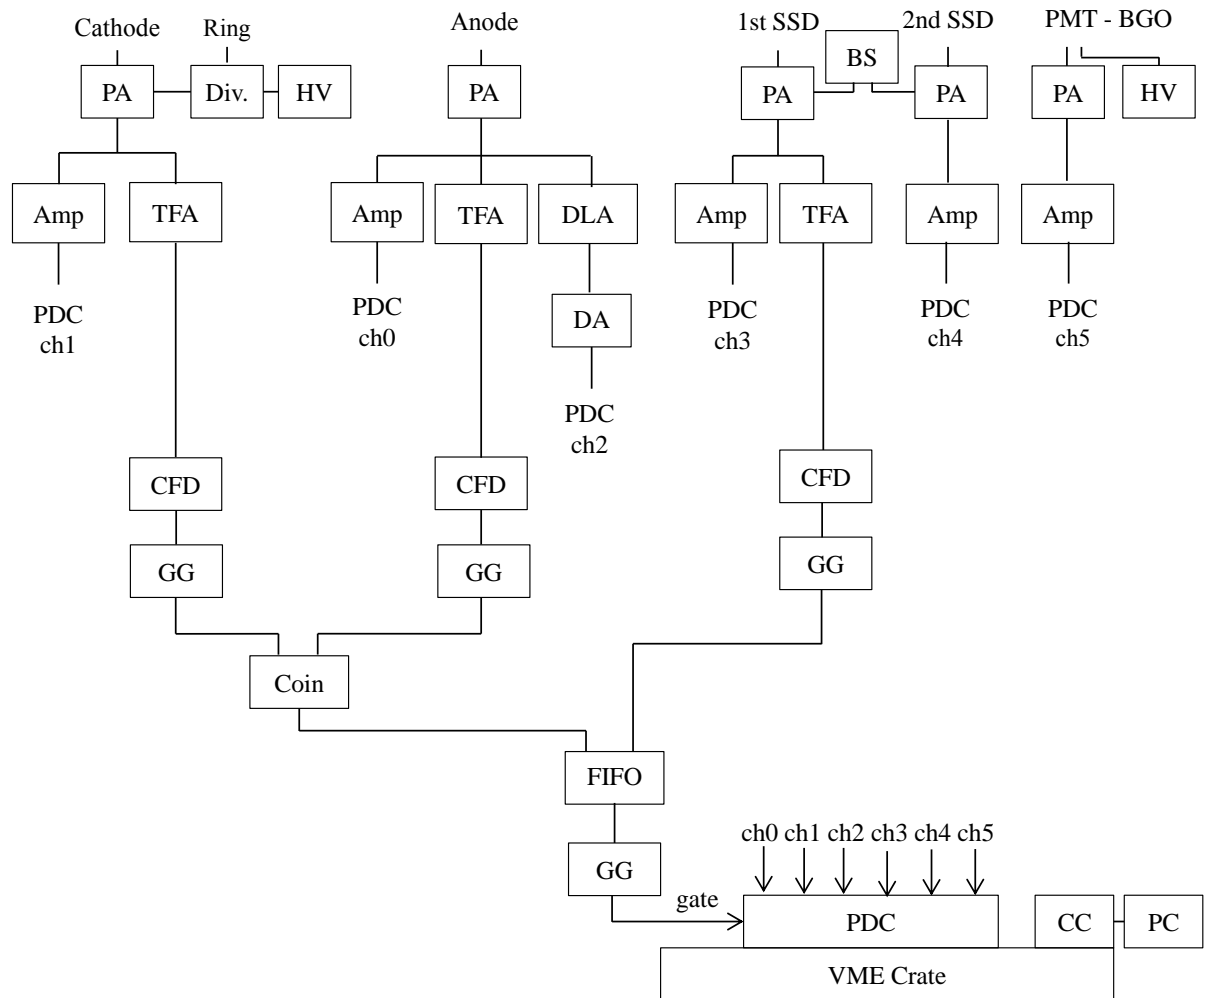 Cathode
Ring
Anode
1st SSD
2nd SSD
PMT - BGO
PA
Div.
HV
PA
PA
BS
PA
PA
HV
Amp
TFA
Amp
TFA
DLA
Amp
TFA
Amp
Amp
PDC
ch1
PDC
ch0
DA
PDC
ch3
PDC
ch4
PDC
ch5
PDC
ch2
CFD
CFD
CFD
GG
GG
GG
Coin
FIFO
GG
gate
ch0 ch1 ch2 ch3 ch4 ch5
PDC
CC
PC
VME Crate